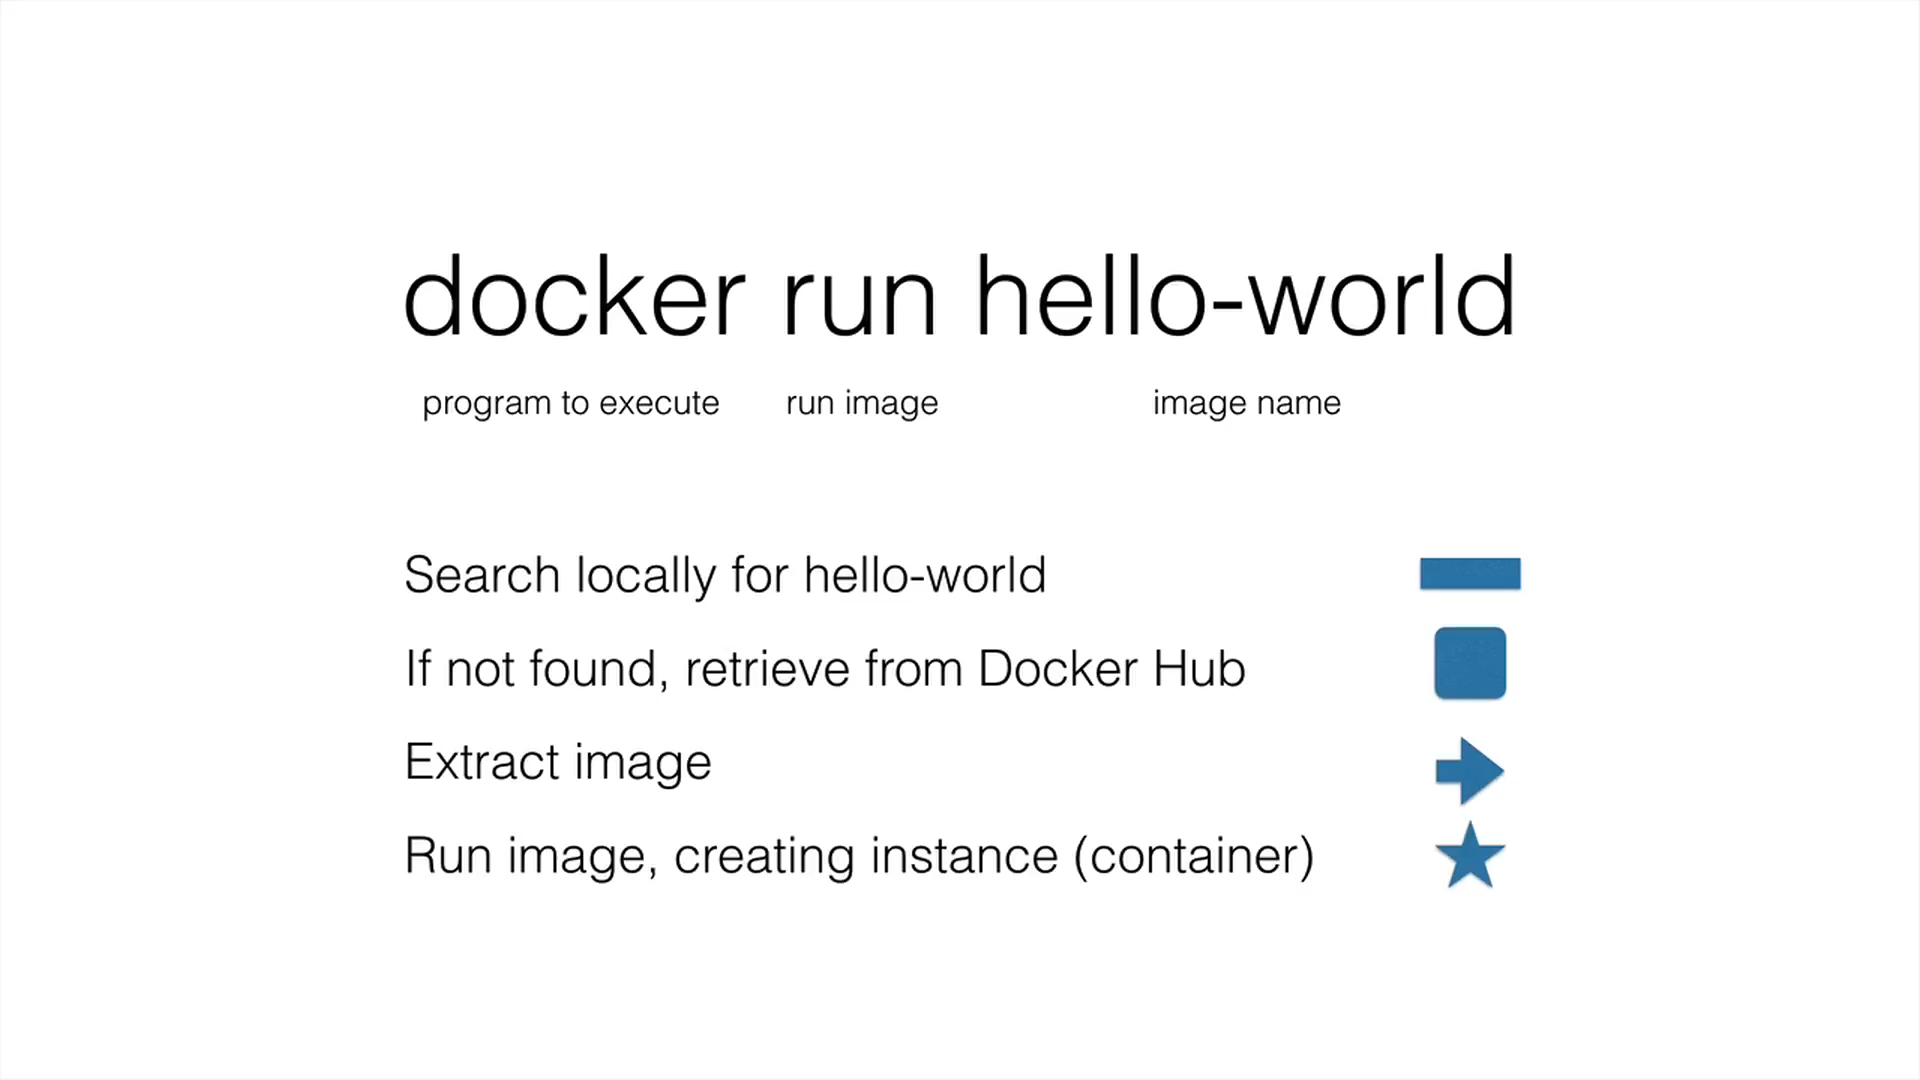 docker run hello-world
program to execute run image image name
Search locally for hello-world
If not found, retrieve from Docker Hub
Extract image
Run image, creating instance (container)